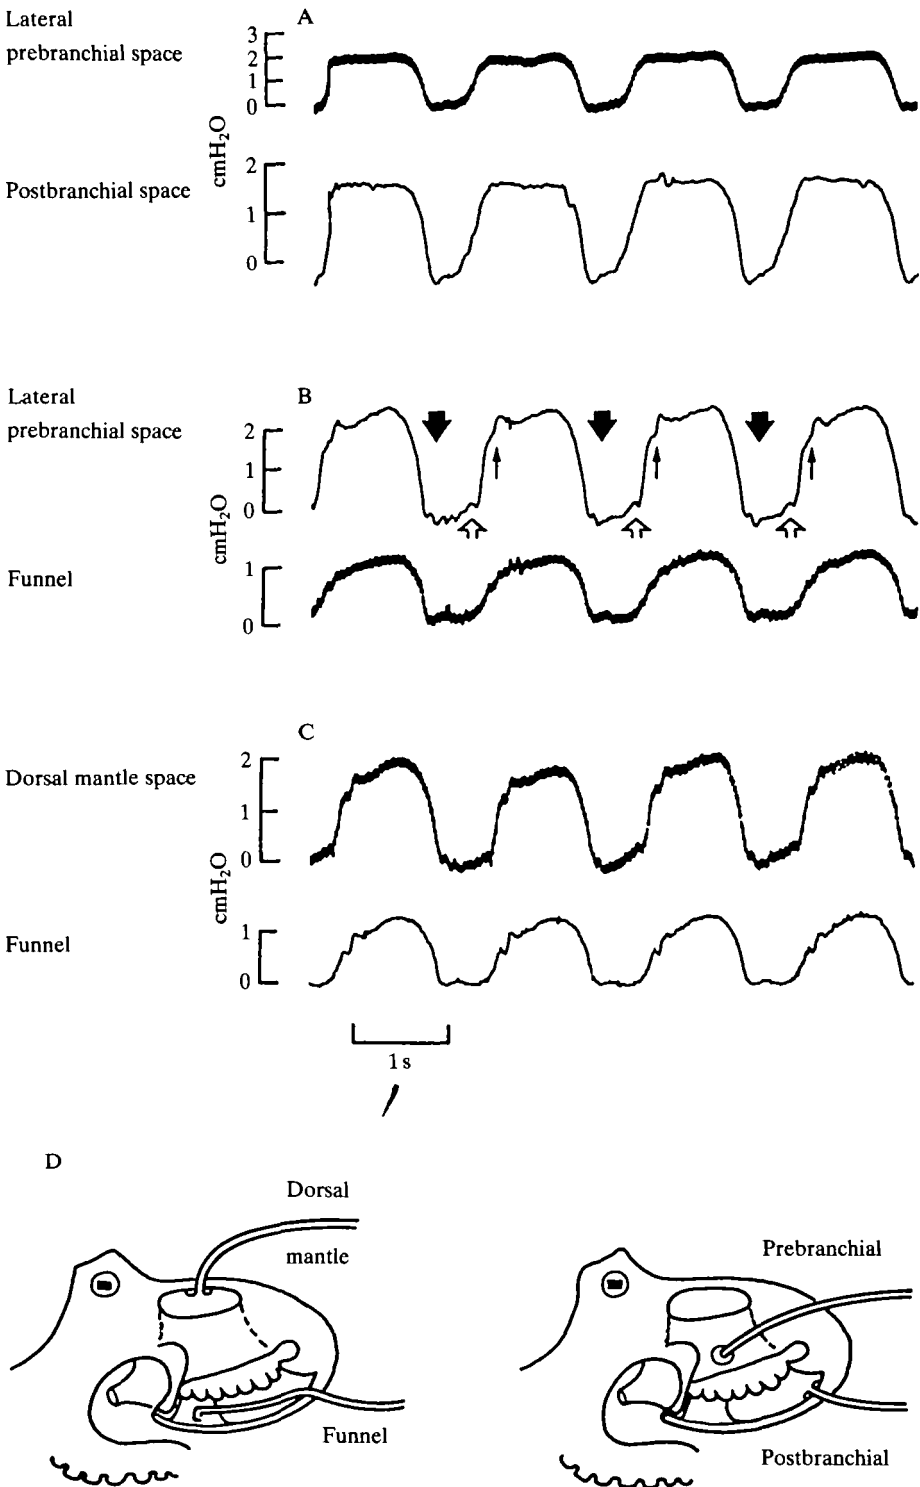 A
Lateral
prebranchial space
3
2
1
0
cmH₂O
Postbranchial space
2
1
0
B
Lateral
prebranchial space
2
1
0
cmH₂O
Funnel
1
0
C
Dorsal mantle space
2
1
0
cmH₂O
Funnel
1
0
1 s
D
Dorsal
mantle
Funnel
Prebranchial
Postbranchial